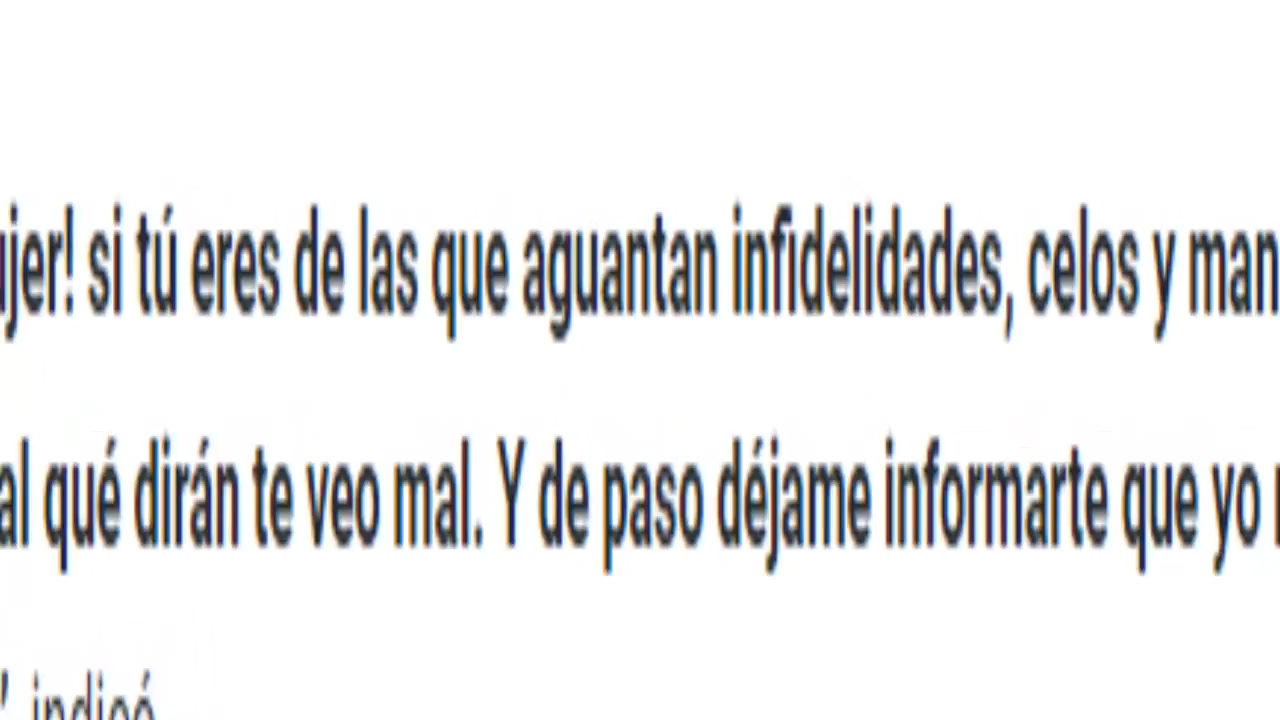 ujer! si tú eres de las que aguantan infidelidades, celos y man
al qué dirán te veo mal. Y de paso déjame informarte que yo
", indicó